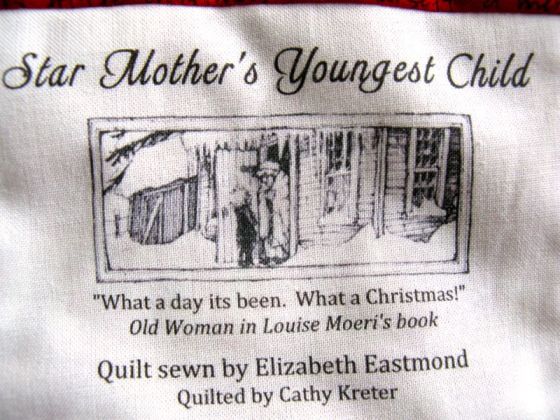 Star Mother's Youngest Child
"What a day its been. What a Christmas!"
Old Woman in Louise Moeri's book
Quilt sewn by Elizabeth Eastmond
Quilted by Cathy Kreter